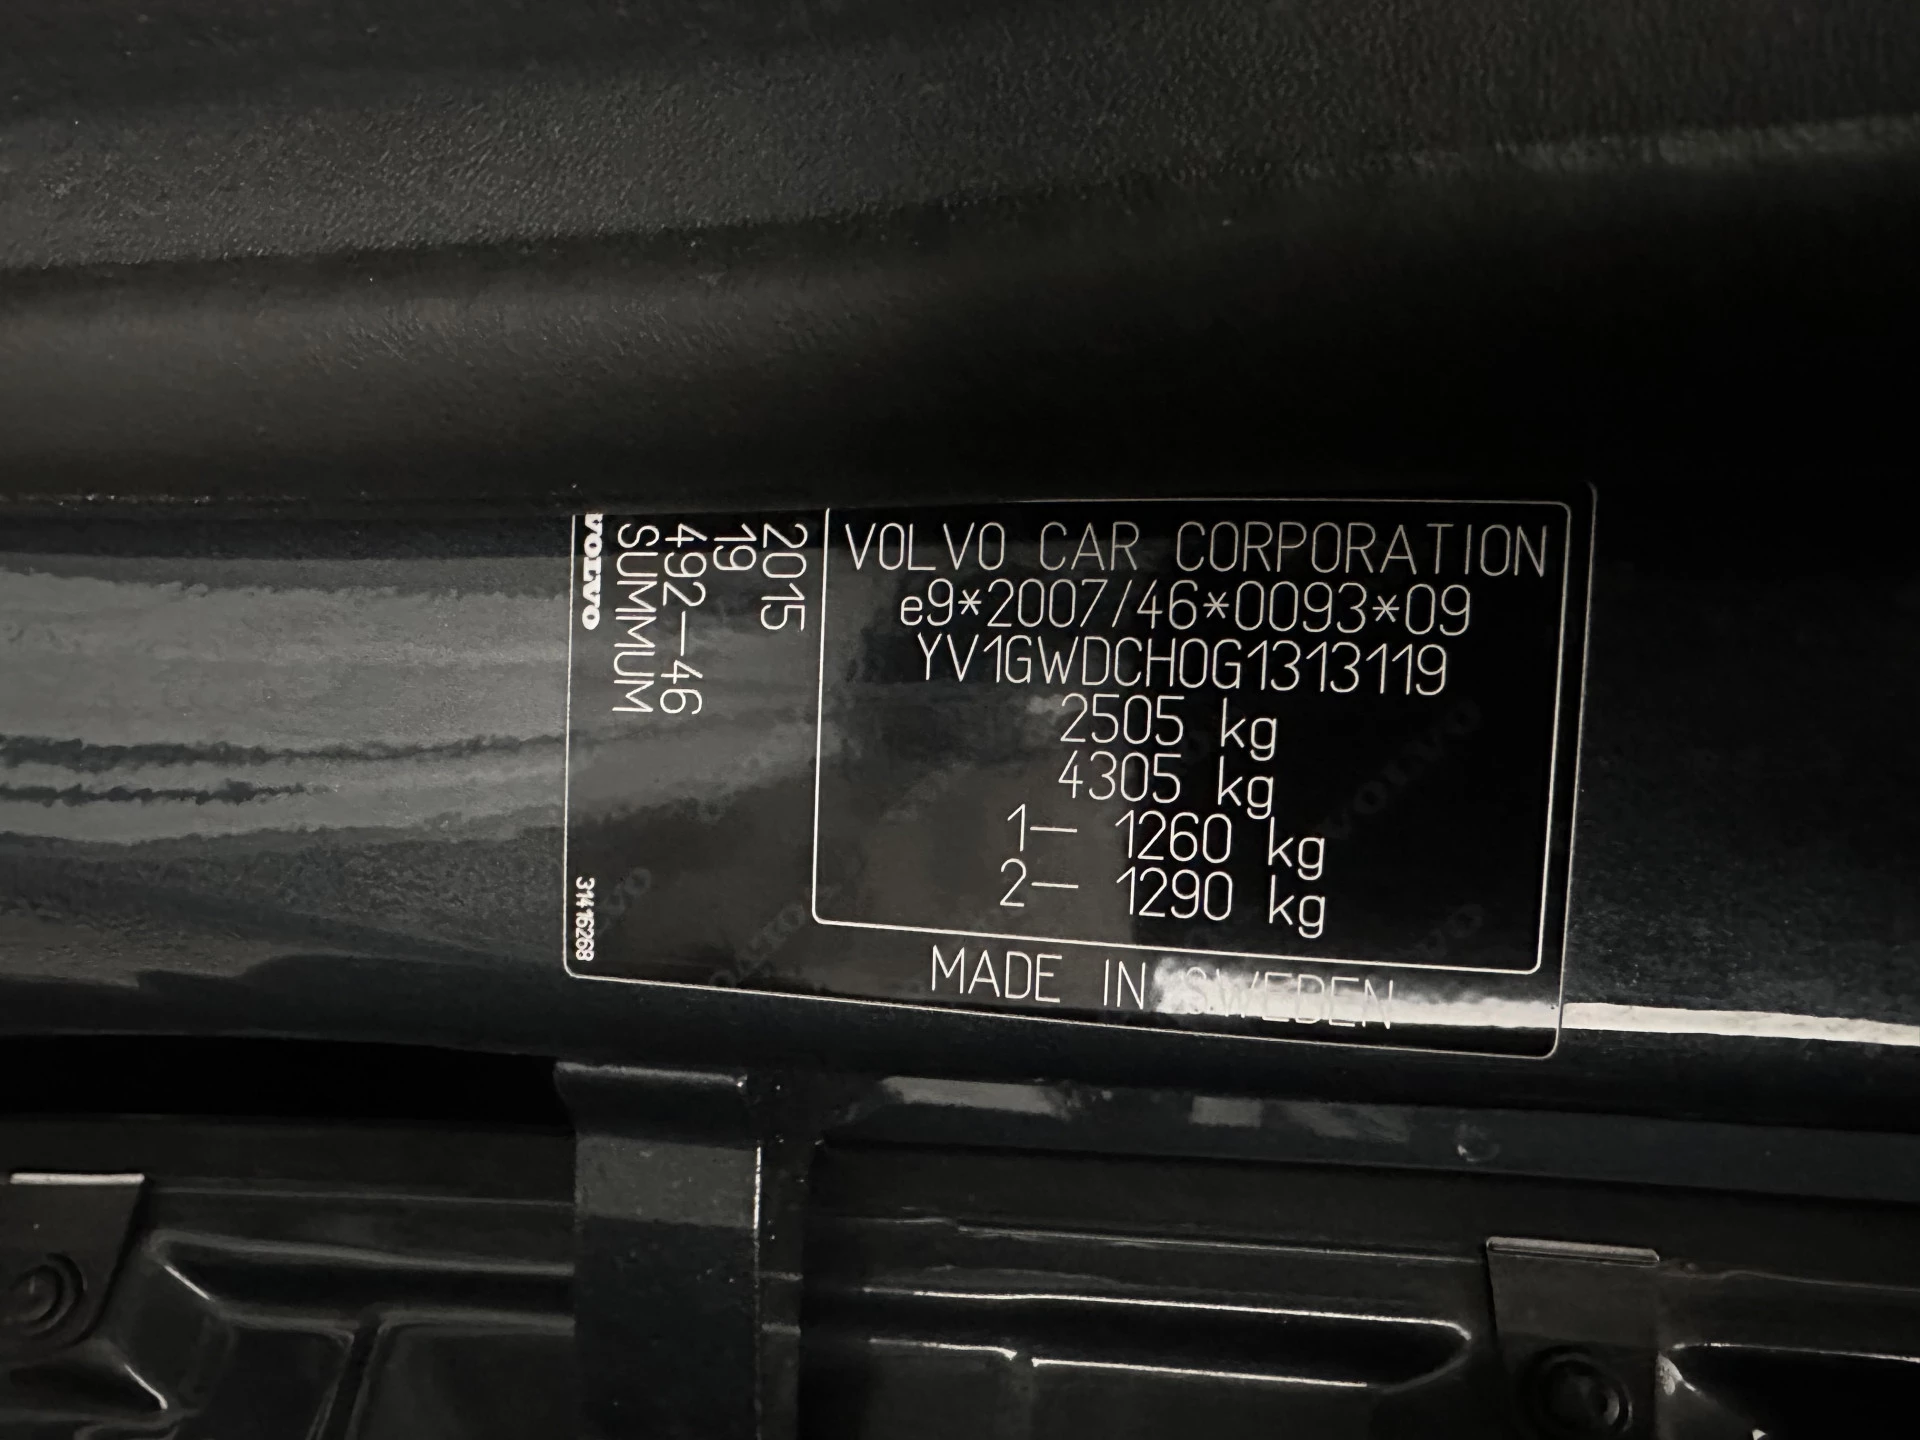 VOLVO CAR CORPORATION
e9*2007/46*0093*09
YV1GWDCH0G1313119
2505 kg
4305 kg
1— 1260 kg
2— 1290 kg
MADE IN SWEDEN
2015
19
492—46
SUMMUM
VOLVO
31416268